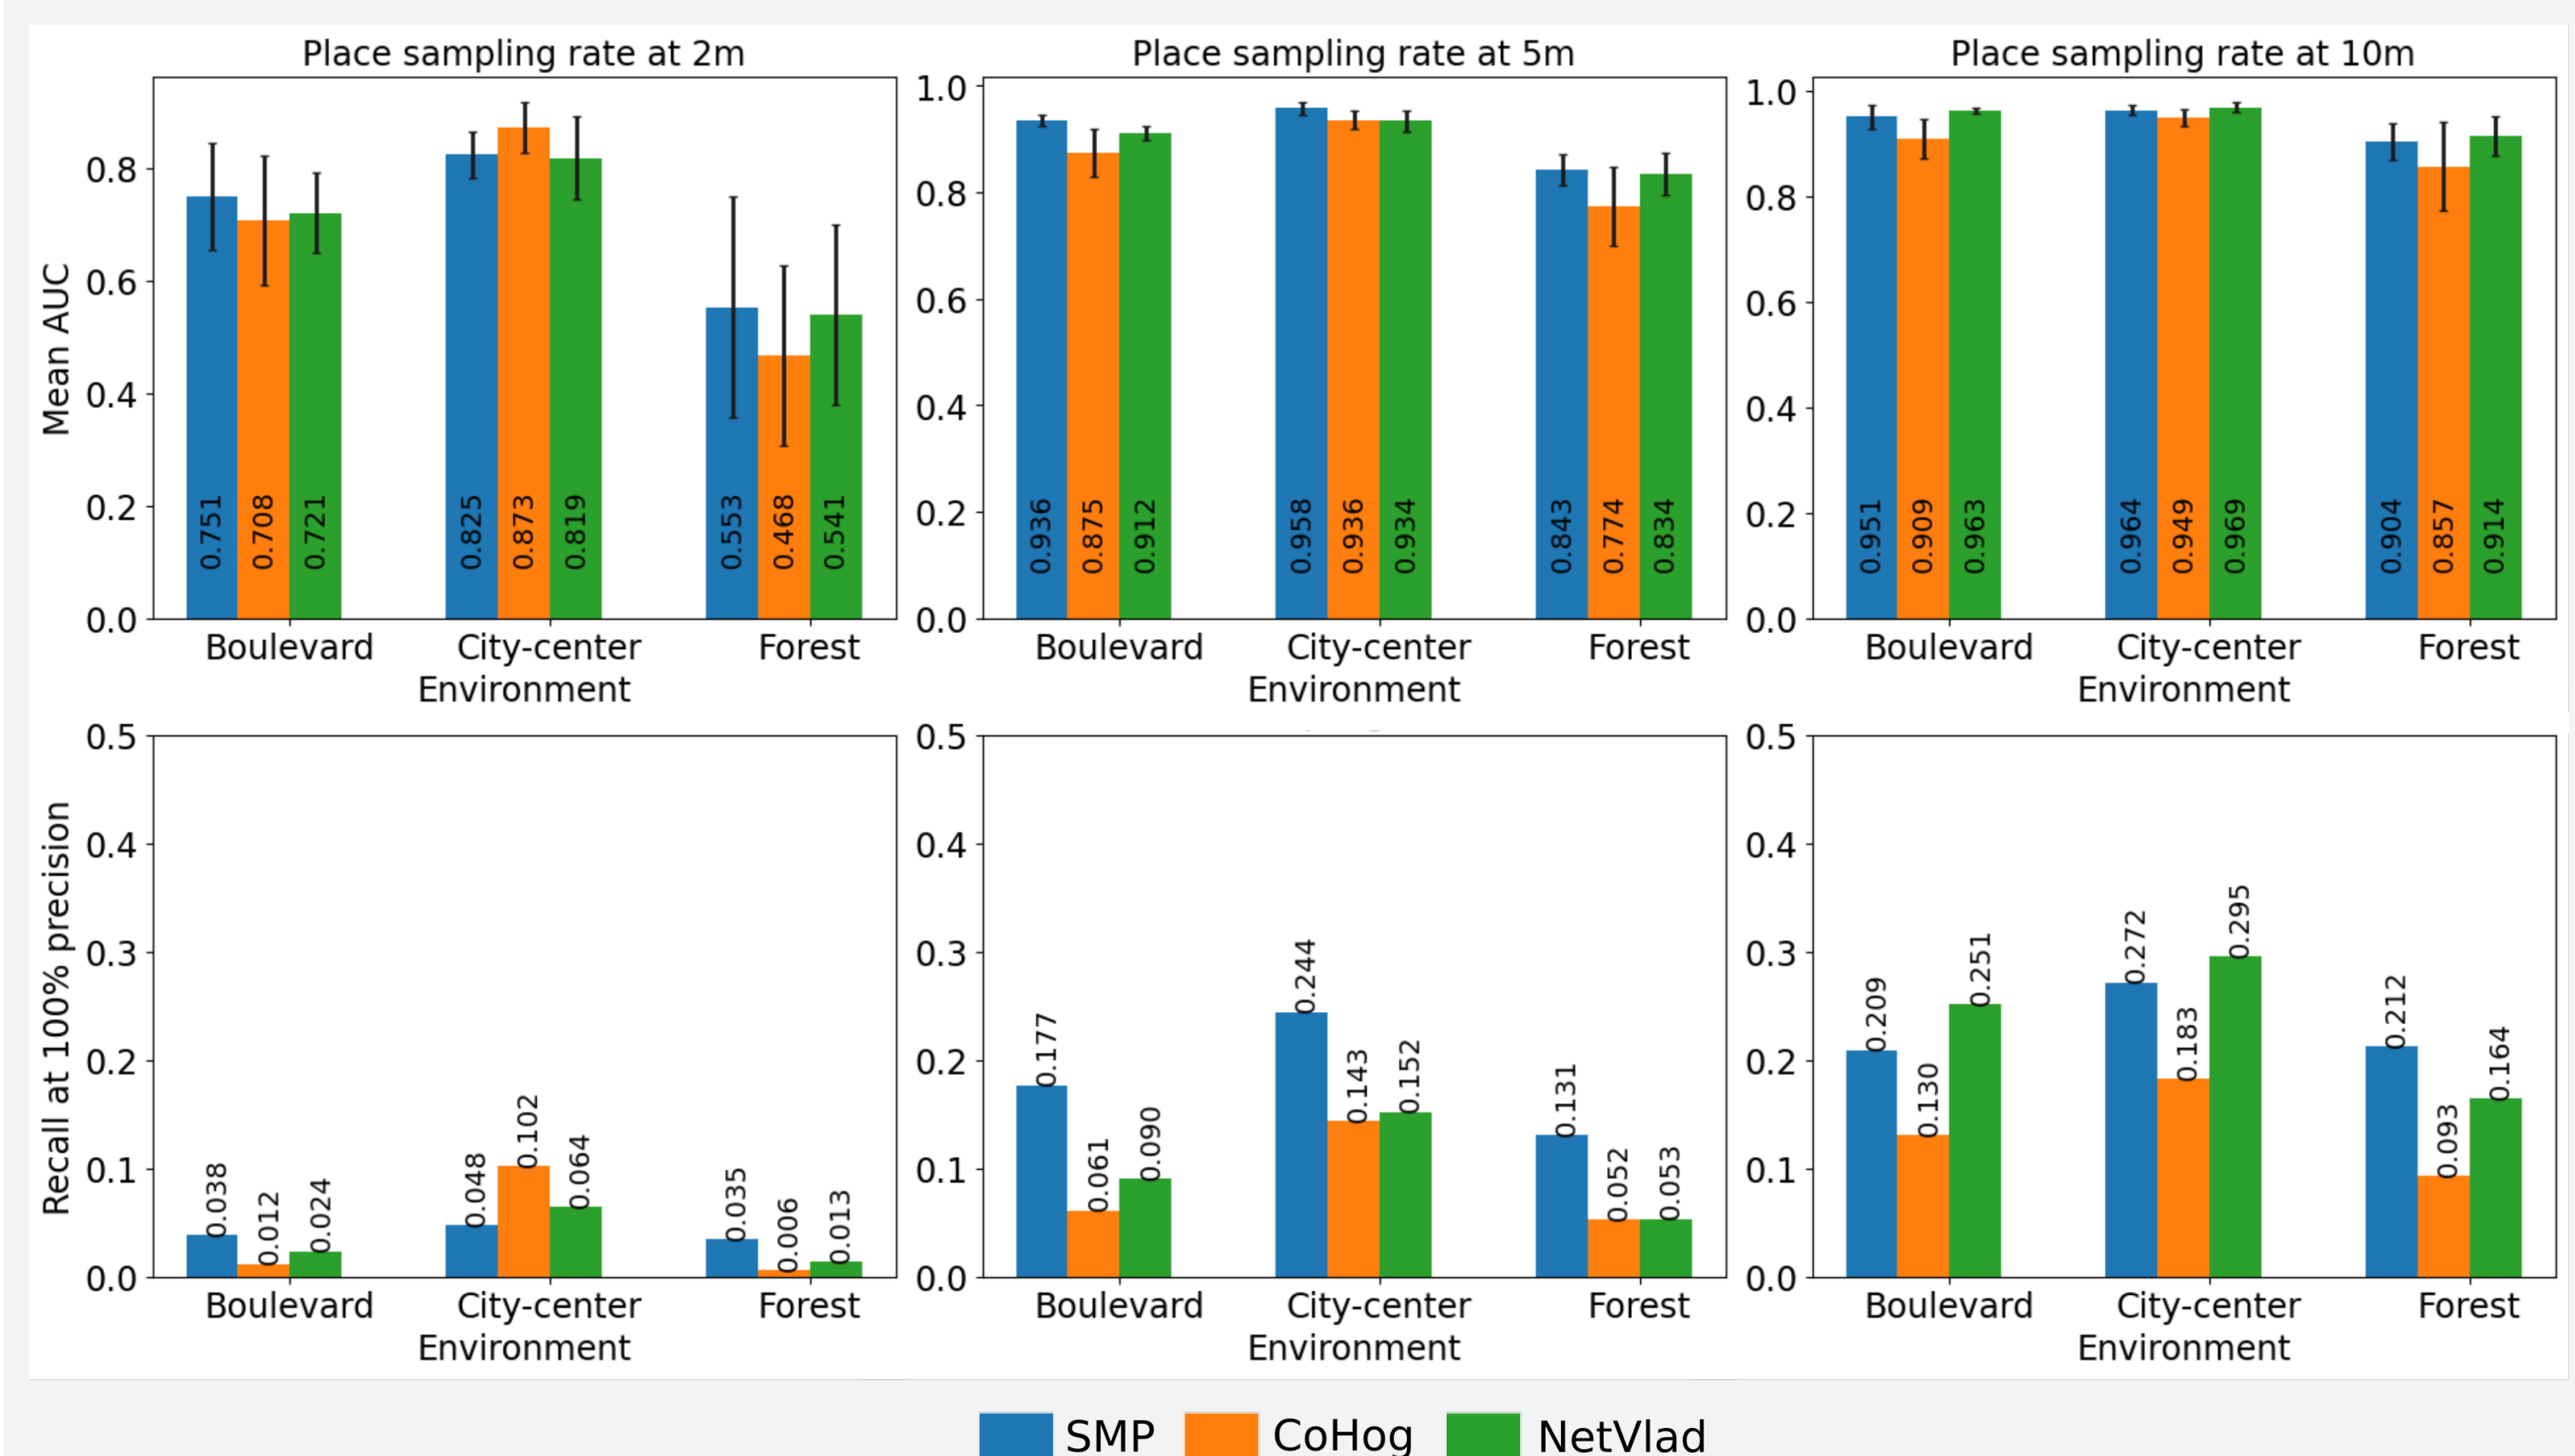 Place sampling rate at 2m
Place sampling rate at 5m
Place sampling rate at 10m
Mean AUC
0.8
0.6
0.4
0.2
0.0
0.751
0.708
0.721
0.825
0.873
0.819
0.553
0.468
0.541
Boulevard
City-center
Forest
Environment
1.0
0.8
0.6
0.4
0.2
0.0
0.936
0.875
0.912
0.958
0.936
0.934
0.843
0.774
0.834
Boulevard
City-center
Forest
Environment
1.0
0.8
0.6
0.4
0.2
0.0
0.951
0.909
0.963
0.964
0.949
0.969
0.904
0.857
0.914
Boulevard
City-center
Forest
Environment
Recall at 100% precision
0.5
0.4
0.3
0.2
0.1
0.0
0.038
0.012
0.024
0.048
0.102
0.064
0.035
0.006
0.013
Boulevard
City-center
Forest
Environment
0.5
0.4
0.3
0.2
0.1
0.0
0.177
0.061
0.090
0.244
0.143
0.152
0.131
0.052
0.053
Boulevard
City-center
Forest
Environment
0.5
0.4
0.3
0.2
0.1
0.0
0.209
0.130
0.251
0.272
0.183
0.295
0.212
0.093
0.164
Boulevard
City-center
Forest
Environment
SMP
CoHog
NetVlad